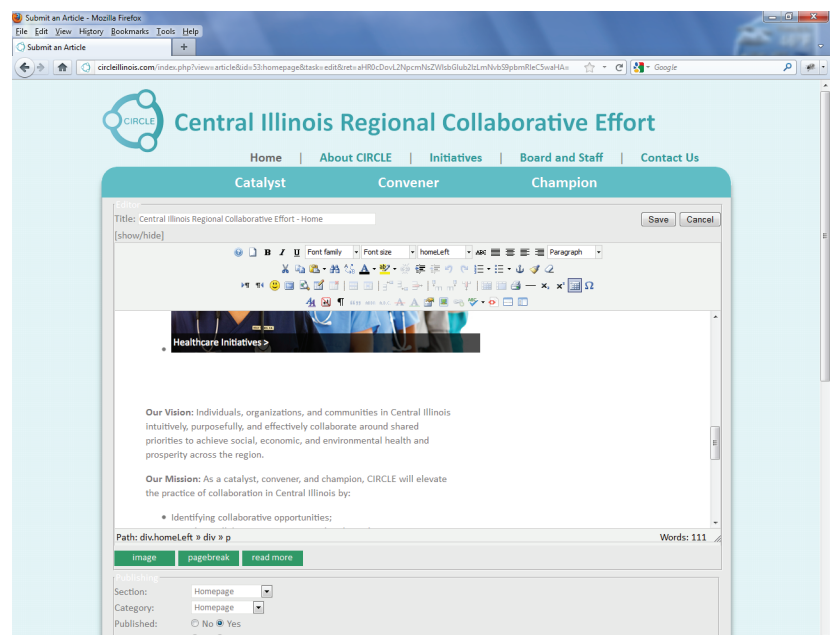 Submit an Article - Mozilla Firefox
File Edit View History Bookmarks Tools Help
Submit an Article
circleillinois.com/index.php?view=article&id=53:homepage&task=edit&ret=
Google
CIRCLE
Central Illinois Regional Collaborative Effort
Home | About CIRCLE | Initiatives | Board and Staff | Contact Us
Catalyst Convener Champion
Editor
Title: Central Illinois Regional Collaborative Effort - Home
Save Cancel
[show/hide]
B I U Font family Font size homeLeft ABC Paragraph
Healthcare Initiatives >
Our Vision: Individuals, organizations, and communities in Central Illinois
intuitively, purposefully, and effectively collaborate around shared
priorities to achieve social, economic, and environmental health and
prosperity across the region.
Our Mission: As a catalyst, convener, and champion, CIRCLE will elevate
the practice of collaboration in Central Illinois by:
• Identifying collaborative opportunities;
Path: div.homeLeft » div » p
Words: 111
image pagebreak read more
Publishing
Section: Homepage
Category: Homepage
Published: No Yes